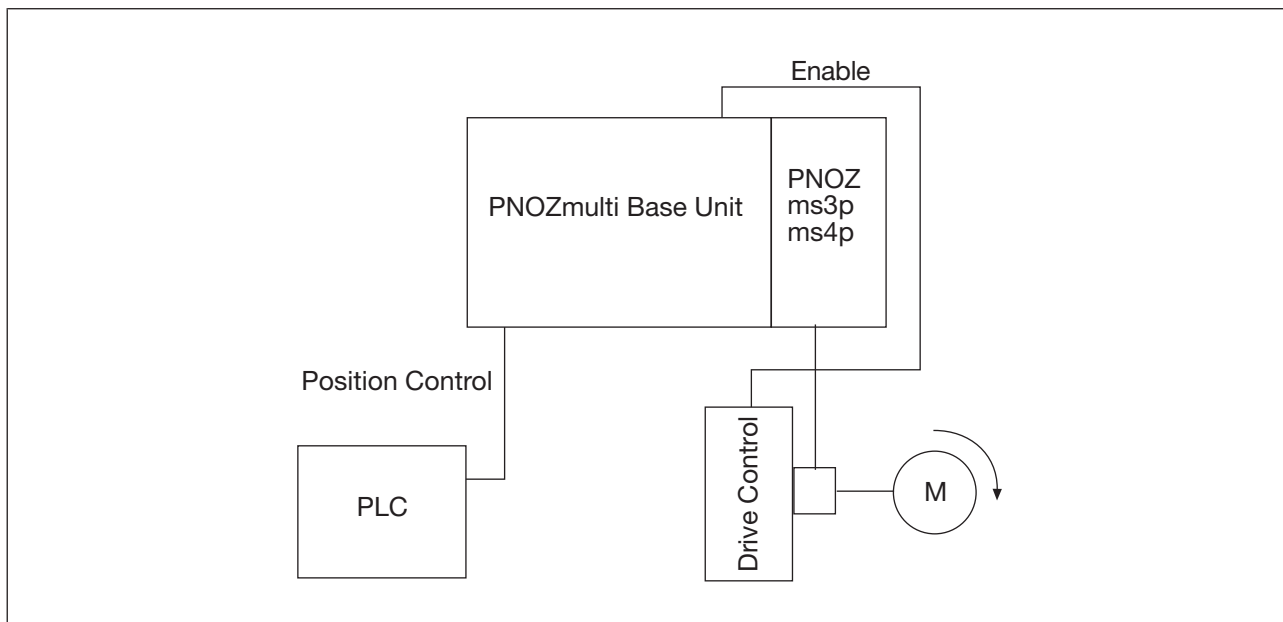 Enable
PNOZmulti Base Unit
PNOZ
ms3p
ms4p
Position Control
PLC
Drive Control
M